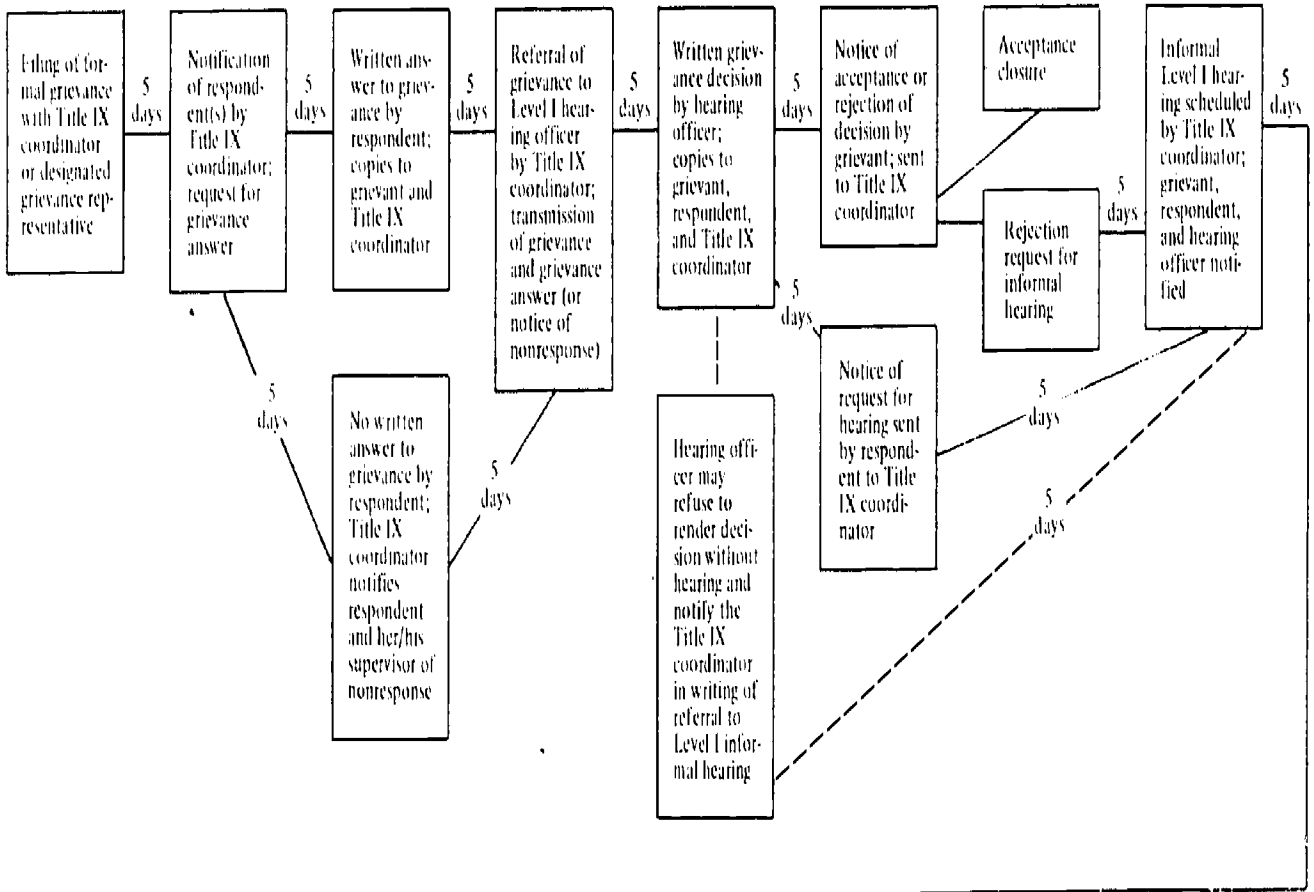 Filing of for-
mal grievance
with Title IX
coordinator
or designated
grievance rep-
resentative
5
days
Notification
of respond-
ent(s) by
Title IX
coordinator;
request for
grievance
answer
5
days
Written ans-
wer to griev-
ance by
respondent;
copies to
grievant and
Title IX
coordinator
5
days
Referral of
grievance to
Level I hear-
ing officer
by Title IX
coordinator;
transmission
of grievance
and grievance
answer (or
notice of
nonresponse)
5
days
Written griev-
ance decision
by hearing
officer;
copies to
grievant,
respondent,
and Title IX
coordinator
5
days
Notice of
acceptance or
rejection of
decision by
grievant; sent
to Title IX
coordinator
Acceptance
closure
Rejection
request for
informal
hearing
5
days
Informal
Level I hear-
ing scheduled
by Title IX
coordinator;
grievant,
respondent,
and hearing
officer noti-
fied
5
days
5
days
No written
answer to
grievance by
respondent;
Title IX
coordinator
notifies
respondent
and her/his
supervisor of
nonresponse
5
days
Hearing offi-
cer may
refuse to
render deci-
sion without
hearing and
notify the
Title IX
coordinator
in writing of
referral to
Level I infor-
mal hearing
5
days
Notice of
request for
hearing sent
by respond-
ent to Title
IX coordi-
nator
5
days
5
days